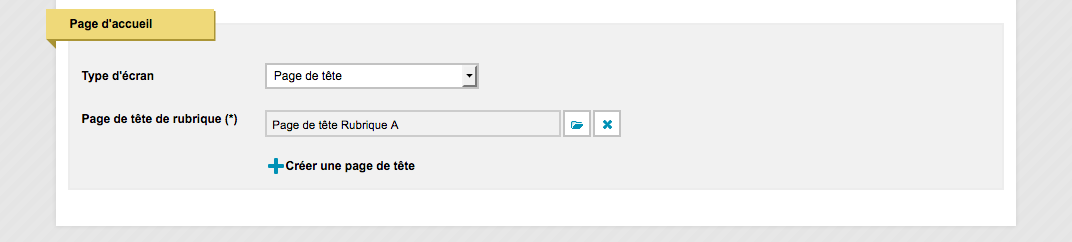 Page d'accueil
Type d'écran
Page de tête
Page de tête de rubrique (*)
Page de tête Rubrique A
Créer une page de tête